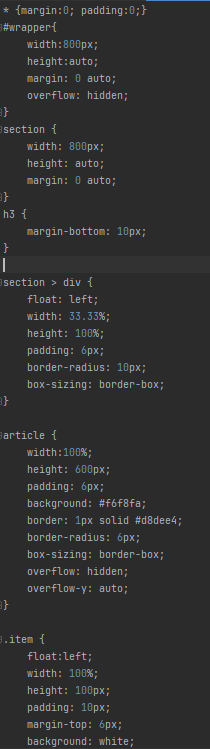 * {margin:0; padding:0;}
#wrapper{
width:800px;
height:auto;
margin: 0 auto;
overflow: hidden;
}
section {
width: 800px;
height: auto;
margin: 0 auto;
}
h3 {
margin-bottom: 10px;
}
section > div {
float: left;
width: 33.33%;
height: 100%;
padding: 6px;
border-radius: 10px;
box-sizing: border-box;
}
article {
width:100%;
height: 600px;
padding: 6px;
background: #f6f8fa;
border: 1px solid #d8dee4;
border-radius: 6px;
box-sizing: border-box;
overflow: hidden;
overflow-y: auto;
}
.item {
float:left;
width: 100%;
height: 100px;
padding: 10px;
margin-top: 6px;
background: white;